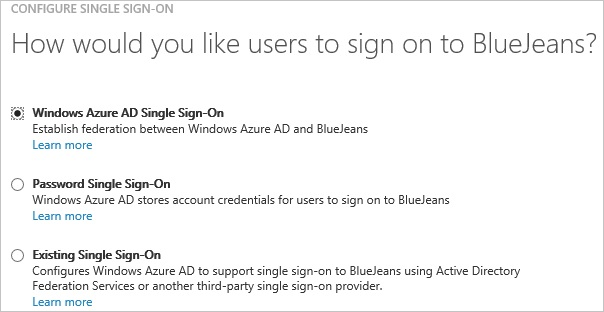 CONFIGURE SINGLE SIGN-ON
How would you like users to sign on to BlueJeans?
Windows Azure AD Single Sign-On
Establish federation between Windows Azure AD and BlueJeans
Learn more
Password Single Sign-On
Windows Azure AD stores account credentials for users to sign on to BlueJeans
Learn more
Existing Single Sign-On
Configures Windows Azure AD to support single sign-on to BlueJeans using Active Directory
Federation Services or another third-party single sign-on provider.
Learn more